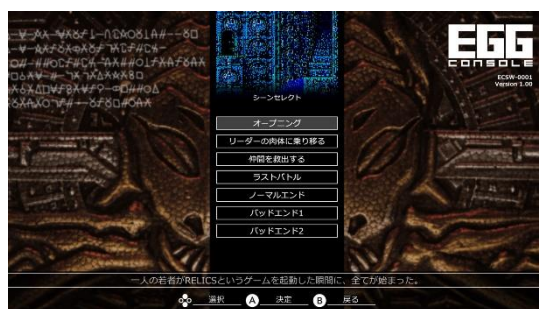 EGG
CONSOLE
ECSW-0001
Version 1.00
シーンセレクト
オープニング
リーダーの肉体に乗り移る
仲間を救出する
ラストバトル
ノーマルエンド
バッドエンド1
バッドエンド2
一人の若者がRELICSというゲームを起動した瞬間に、全てが始まった。
選択 A 決定 B 戻る